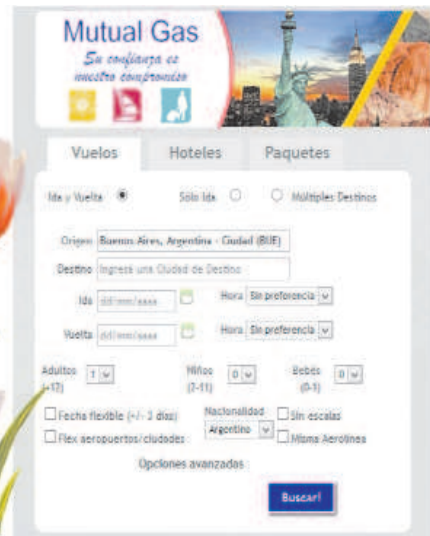 Mutual Gas
Su confianza es
nuestro compromiso
Vuelos Hoteles Paquetes
Ida y Vuelta Sólo Ida Múltiples Destinos
Origen Buenos Aires, Argentina - Ciudad (BUE)
Destino Ingresá una Ciudad de Destino
Ida dd/mm/aaaa Hora Sin preferencia
Vuelta dd/mm/aaaa Hora Sin preferencia
Adultos 1 Niños 0 Bebés 0
(+12) (2-11) (0-1)
Fecha flexible (+/- 3 días) Nacionalidad Sin escalas
Flex aeropuertos/ciudades Argentino Misma Aerolínea
Opciones avanzadas
Buscar!